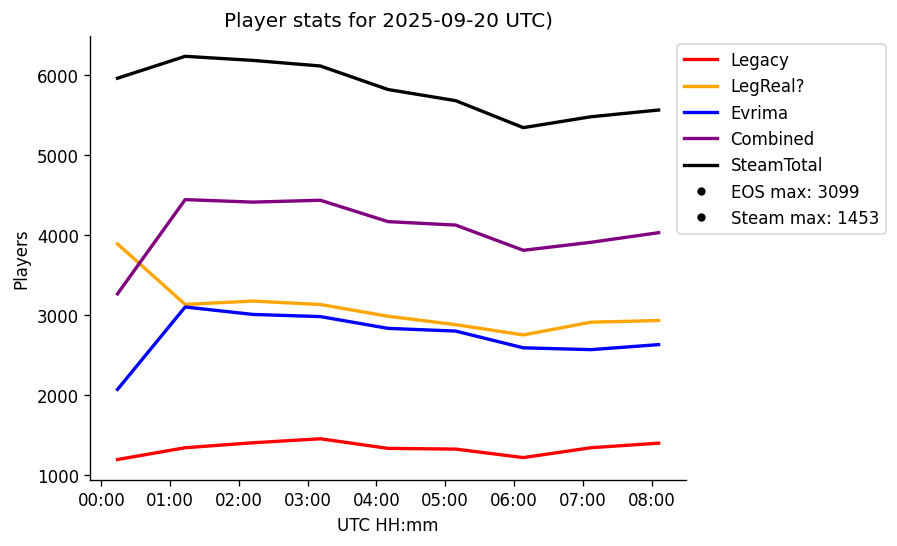 Player stats for 2025-09-20 UTC)
Legacy
LegReal?
Evrima
Combined
SteamTotal
EOS max: 3099
Steam max: 1453
Players
6000
5000
4000
3000
2000
1000
00:00 01:00 02:00 03:00 04:00 05:00 06:00 07:00 08:00
UTC HH:mm